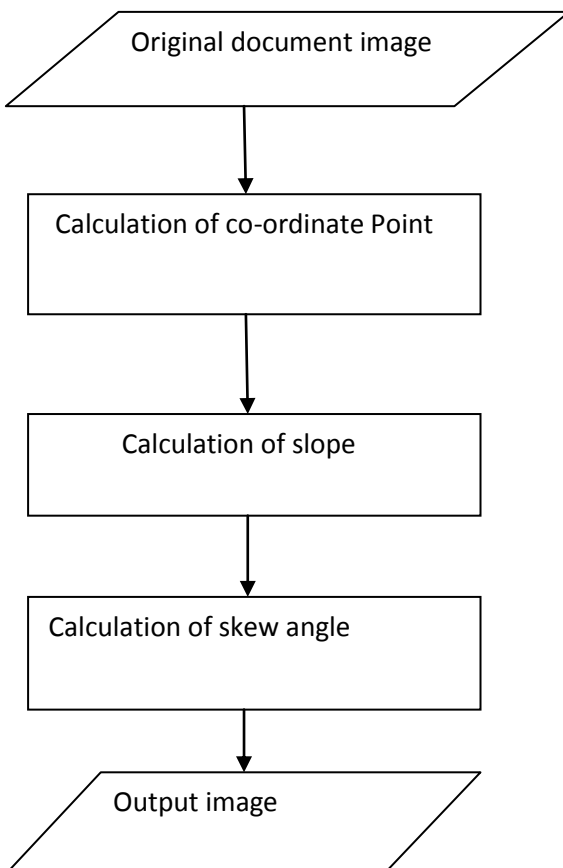 Original document image
Calculation of co-ordinate Point
Calculation of slope
Calculation of skew angle
Output image